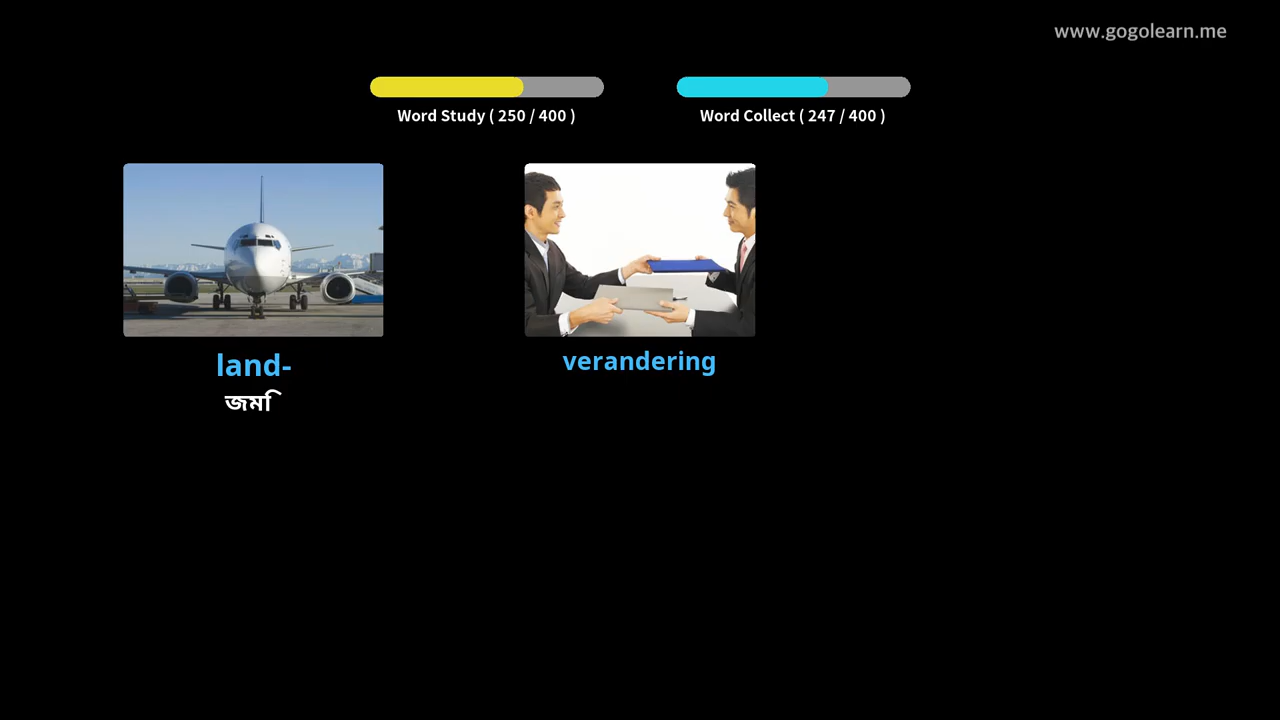 www.gogolearn.me
Word Study ( 250 / 400 )
Word Collect ( 247 / 400 )
land-
verandering
জমি